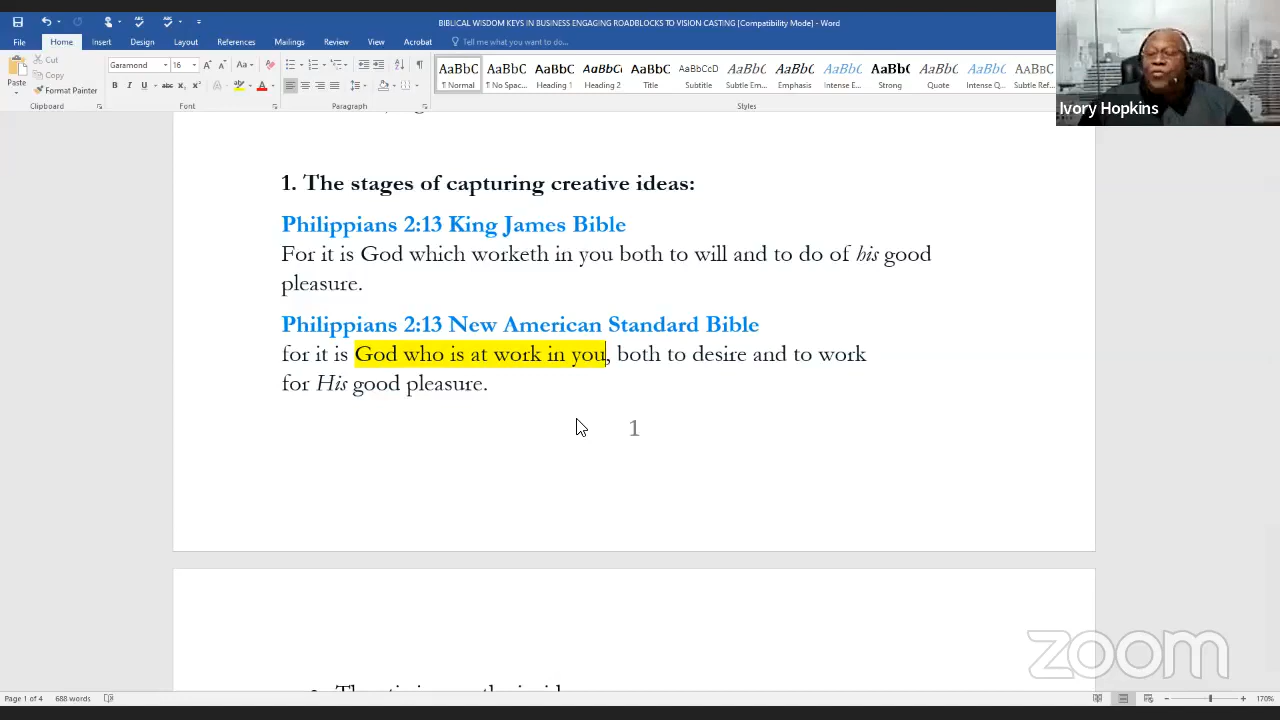 BIBLICAL WISDOM KEYS IN BUSINESS ENGAGING ROADBLOCKS TO VISION CASTING [Compatibility Mode] - Word
File Home Insert Design Layout References Mailings Review View Acrobat Tell me what you want to do...
Cut
Copy
Format Painter
Paste
Clipboard
Garamond 16
Font
Paragraph
AaBbC AaBbC AaBbC AaBbC AaBbC AaBbCcD AaBbC AaBbC AaBbC AaBbC AaBbC AaBbC AaBbC
¶ Normal ¶ No Spac... Heading 1 Heading 2 Title Subtitle Subtle Em... Emphasis Intense E... Strong Quote Intense Q... Subtle Ref...
Styles
Ivory Hopkins
1. The stages of capturing creative ideas:
Philippians 2:13 King James Bible
For it is God which worketh in you both to will and to do of his good
pleasure.
Philippians 2:13 New American Standard Bible
for it is God who is at work in you, both to desire and to work
for His good pleasure.
1
zoom
Page 1 of 4 688 words 170%